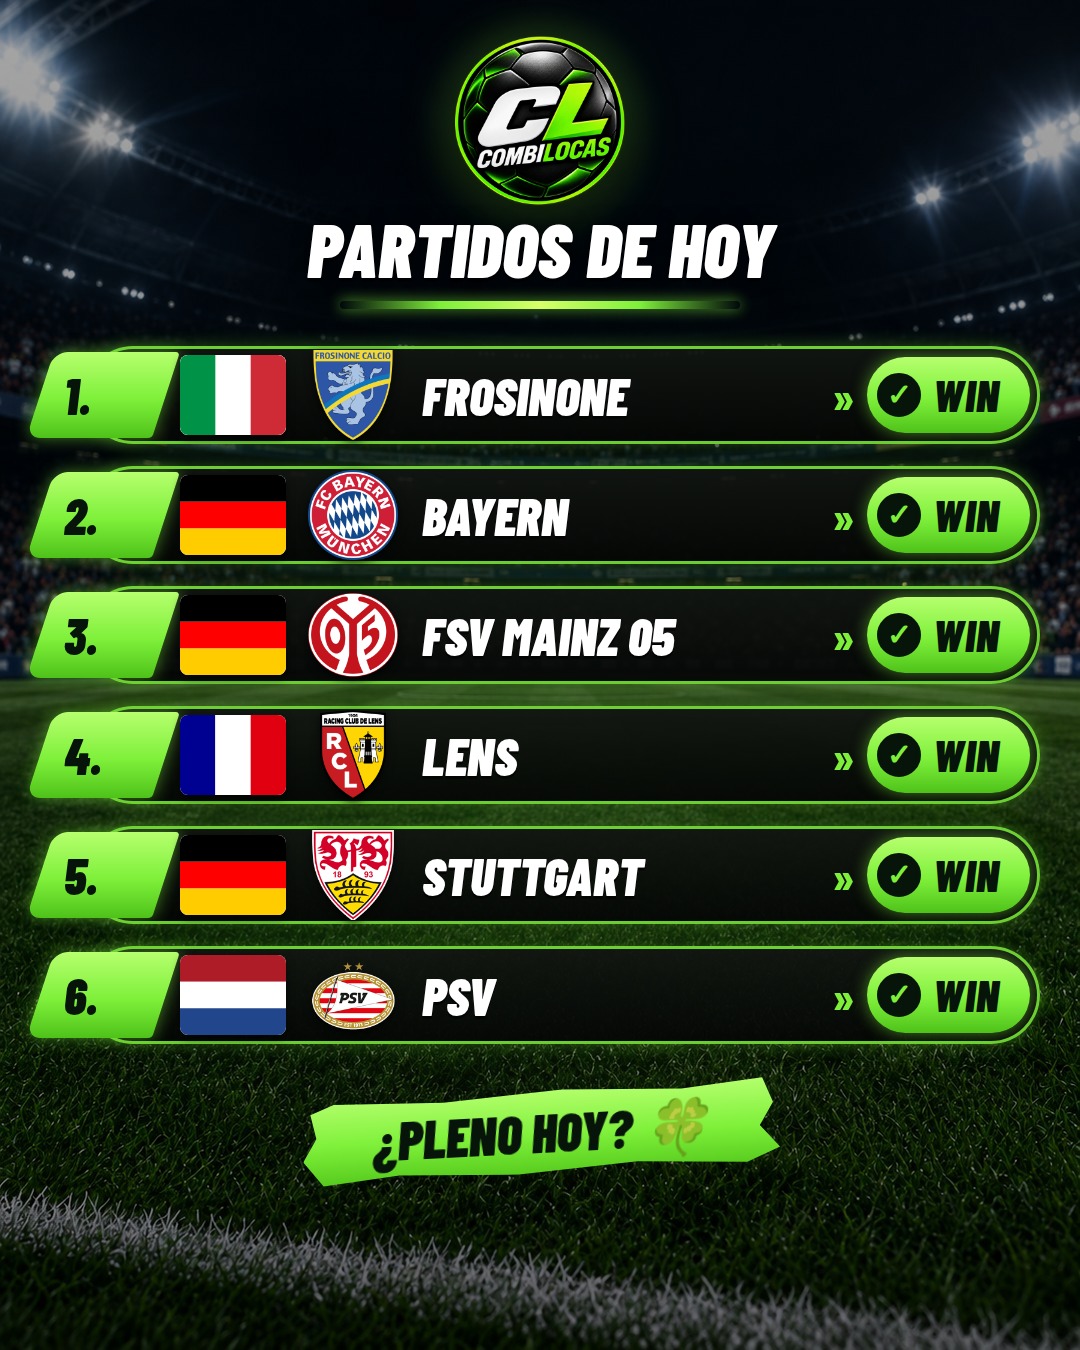 CL
COMBILOCAS
PARTIDOS DE HOY
1. FROSINONE CALCIO FROSINONE » ✓ WIN
2. FC BAYERN MÜNCHEN BAYERN » ✓ WIN
3. 05 FSV MAINZ 05 » ✓ WIN
4. 1906 RACING CLUB DE LENS RCL LENS » ✓ WIN
5. VfB 18 93 STUTTGART » ✓ WIN
6. PSV PSV » ✓ WIN
¿PLENO HOY? 🍀